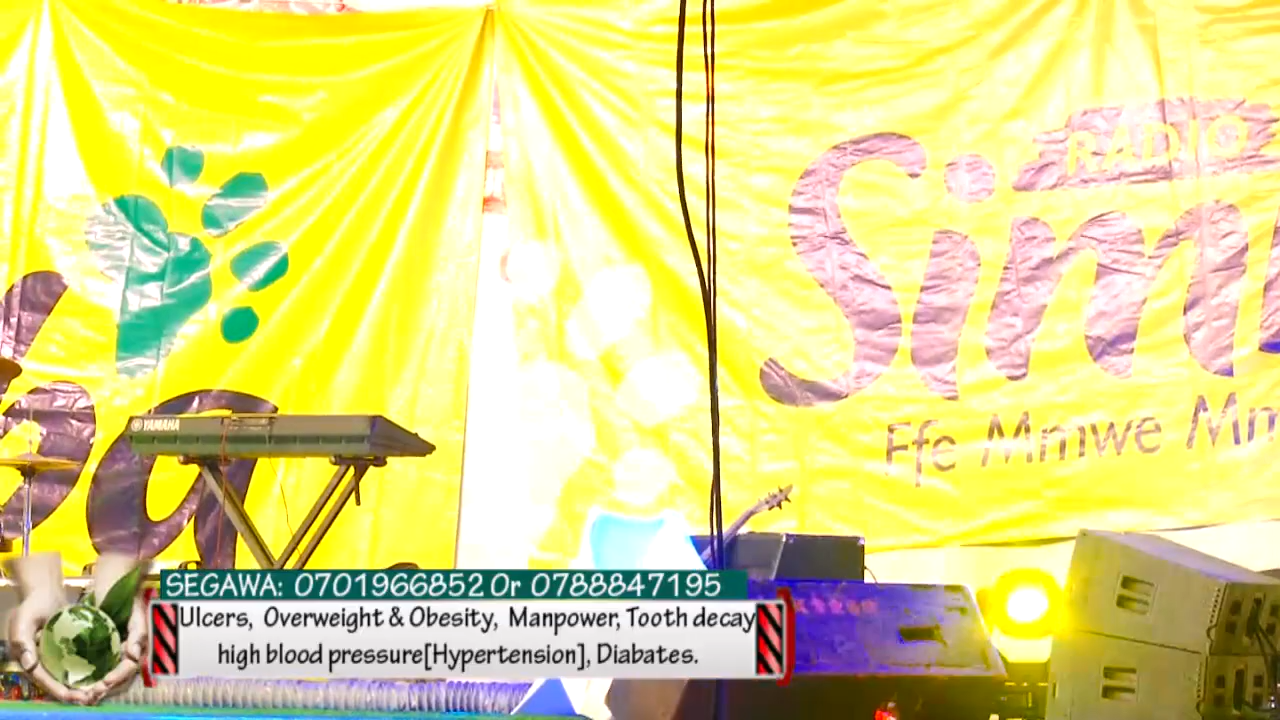 RADIO
Ffe Mmwe
YAMAHA
SEGAWA: 0701966852 Or 0788847195
Ulcers, Overweight & Obesity, Manpower, Tooth decay
high blood pressure[Hypertension], Diabates.